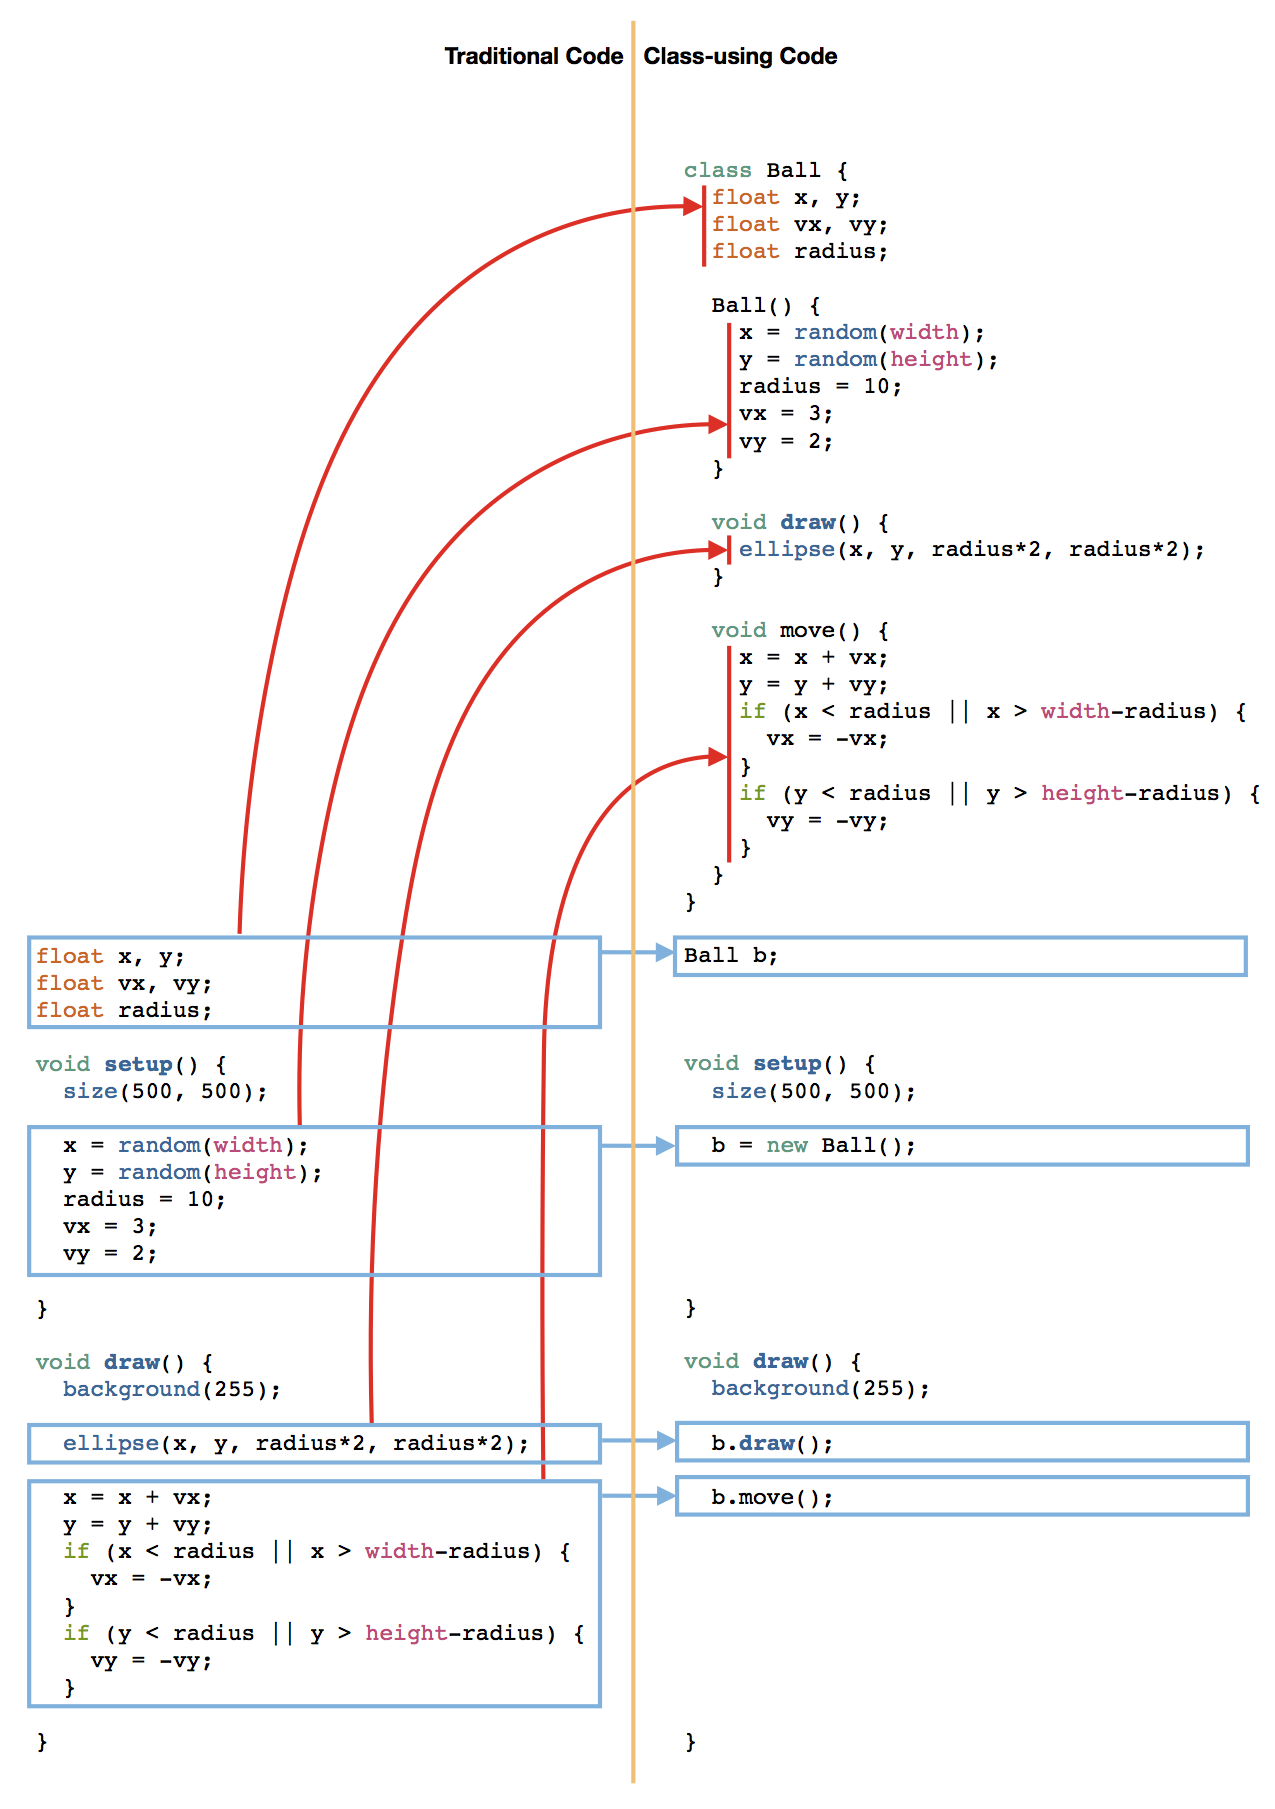 Traditional Code
Class-using Code
class Ball {
float x, y;
float vx, vy;
float radius;
Ball() {
x = random(width);
y = random(height);
radius = 10;
vx = 3;
vy = 2;
}
void draw() {
ellipse(x, y, radius*2, radius*2);
}
void move() {
x = x + vx;
y = y + vy;
if (x < radius || x > width-radius) {
vx = -vx;
}
if (y < radius || y > height-radius) {
vy = -vy;
}
}
}
float x, y;
float vx, vy;
float radius;
void setup() {
size(500, 500);
x = random(width);
y = random(height);
radius = 10;
vx = 3;
vy = 2;
}
void draw() {
background(255);
ellipse(x, y, radius*2, radius*2);
x = x + vx;
y = y + vy;
if (x < radius || x > width-radius) {
vx = -vx;
}
if (y < radius || y > height-radius) {
vy = -vy;
}
}
Ball b;
void setup() {
size(500, 500);
b = new Ball();
}
void draw() {
background(255);
b.draw();
b.move();
}